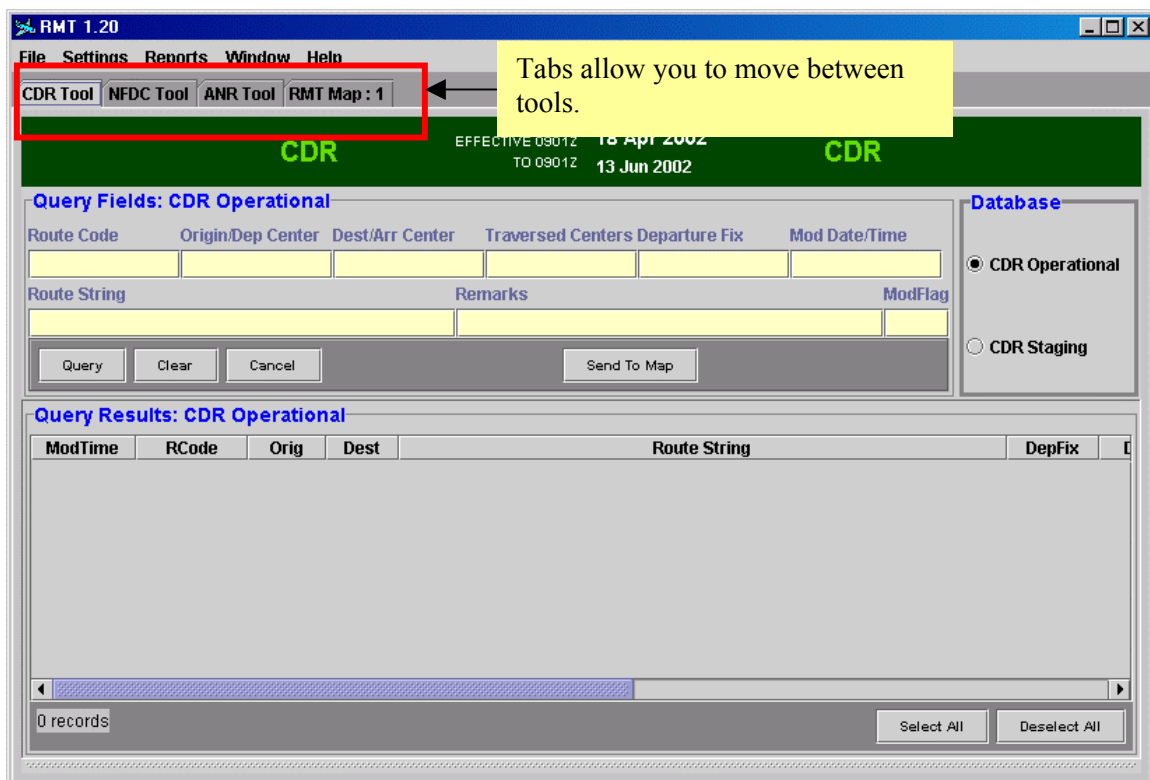 RMT 1.20
File Settings Reports Window Help
CDR Tool NFDC Tool ANR Tool RMT Map : 1
Tabs allow you to move between
tools.
CDR
EFFECTIVE 0901Z 18 Apr 2002
TO 0901Z 13 Jun 2002
CDR
Query Fields: CDR Operational
Route Code Origin/Dep Center Dest/Arr Center Traversed Centers Departure Fix Mod Date/Time
Route String Remarks ModFlag
Query Clear Cancel Send To Map
Database
CDR Operational
CDR Staging
Query Results: CDR Operational
ModTime RCode Orig Dest Route String DepFix
0 records
Select All Deselect All